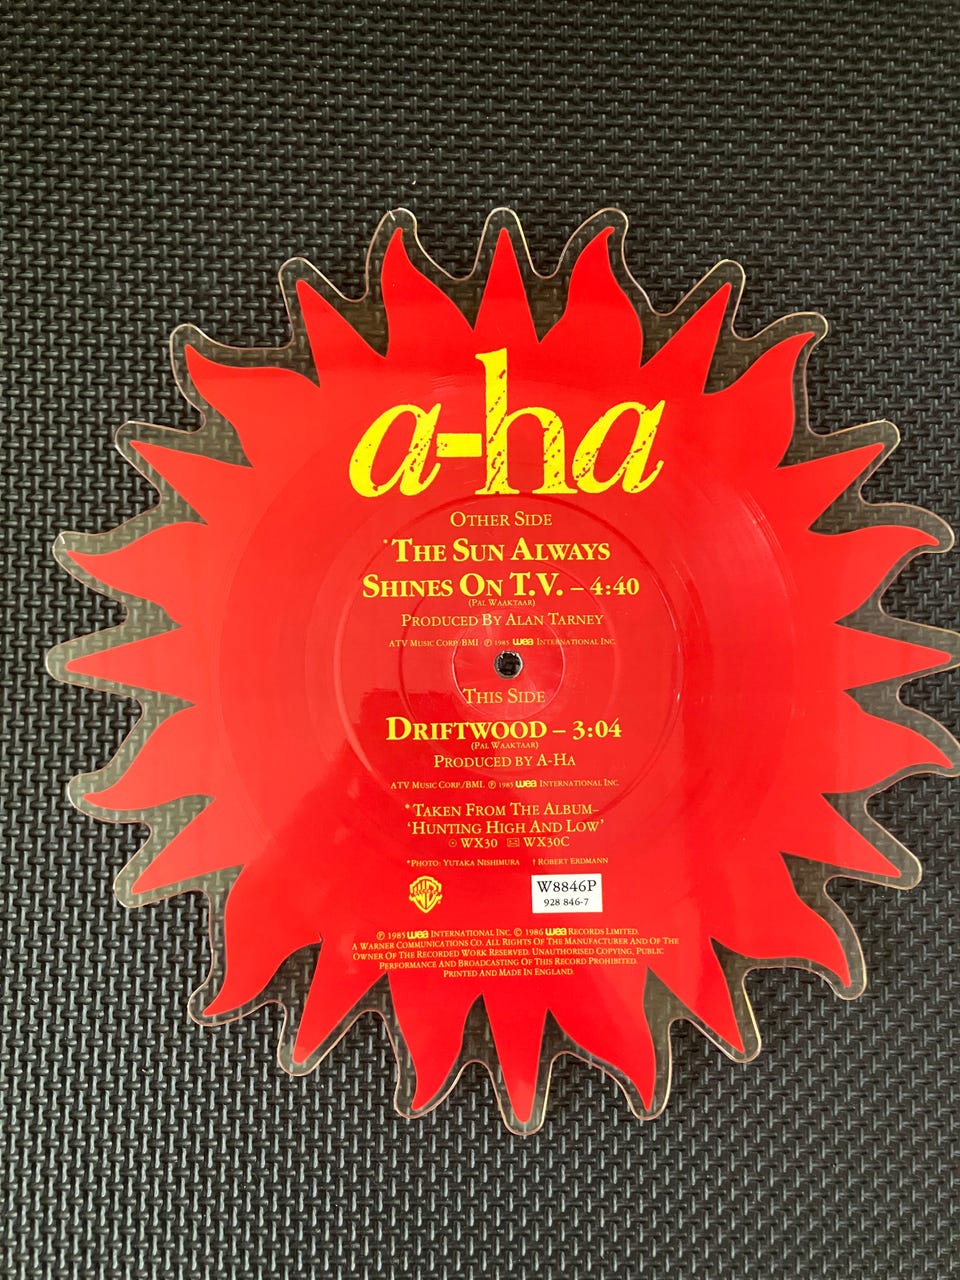 a-ha
OTHER SIDE
*THE SUN ALWAYS
SHINES ON T.V. – 4:40
(PAL WAAKTAAR)
PRODUCED BY ALAN TARNEY
ATV MUSIC CORP./BMI ℗ 1985 wea INTERNATIONAL INC.
THIS SIDE
DRIFTWOOD – 3:04
(PAL WAAKTAAR)
PRODUCED BY A-HA
ATV MUSIC CORP./BMI. ℗ 1985 wea INTERNATIONAL INC.
*TAKEN FROM THE ALBUM–
‘HUNTING HIGH AND LOW’
WX30 WX30C
*PHOTO: YUTAKA NISHIMURA † ROBERT ERDMANN
W8846P
928 846-7
℗ 1985 wea INTERNATIONAL INC. © 1986 wea RECORDS LIMITED.
A WARNER COMMUNICATIONS CO. ALL RIGHTS OF THE MANUFACTURER AND OF THE
OWNER OF THE RECORDED WORK RESERVED. UNAUTHORISED COPYING, PUBLIC
PERFORMANCE AND BROADCASTING OF THIS RECORD PROHIBITED.
PRINTED AND MADE IN ENGLAND.